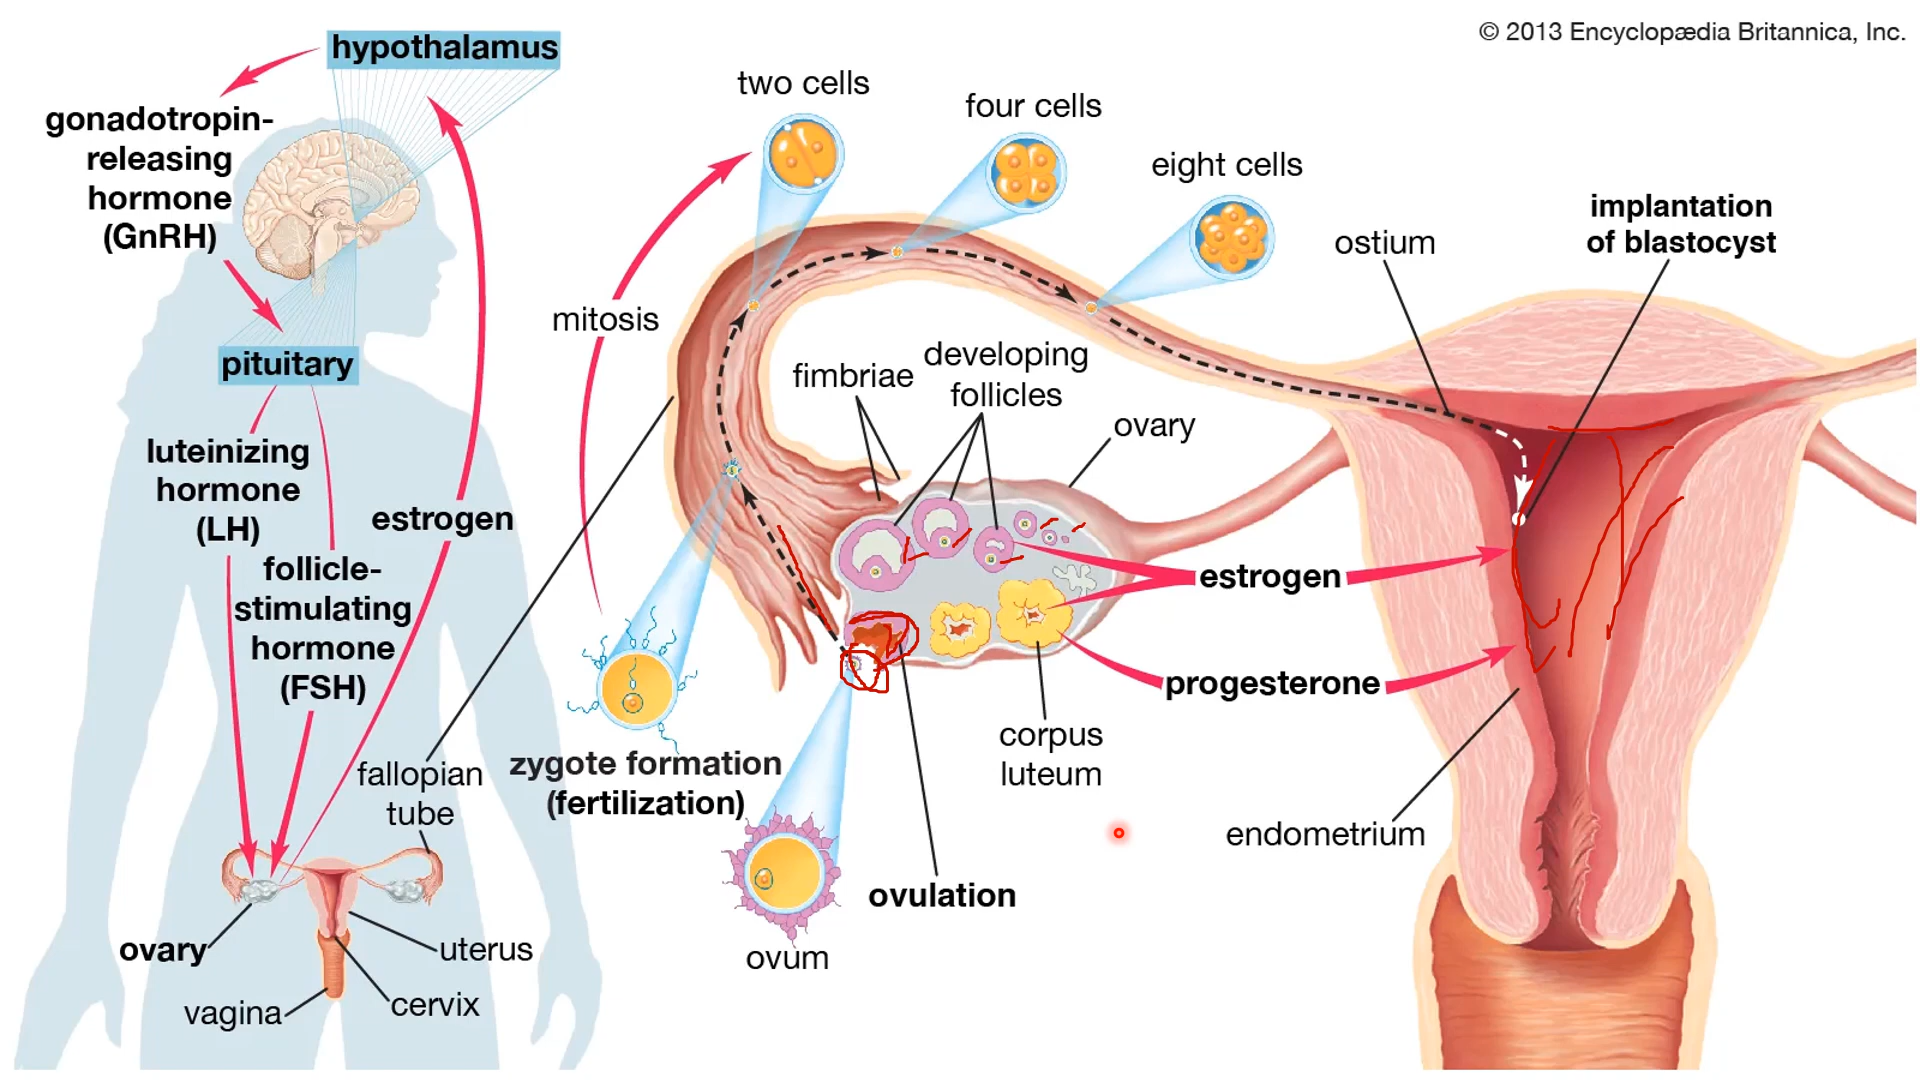 © 2013 Encyclopædia Britannica, Inc.
hypothalamus
gonadotropin-
releasing
hormone
(GnRH)
pituitary
luteinizing
hormone
(LH)
estrogen
follicle-
stimulating
hormone
(FSH)
fallopian
tube
ovary
uterus
vagina
cervix
two cells
four cells
eight cells
mitosis
fimbriae
developing
follicles
ovary
ostium
implantation
of blastocyst
estrogen
progesterone
zygote formation
(fertilization)
corpus
luteum
endometrium
ovulation
ovum